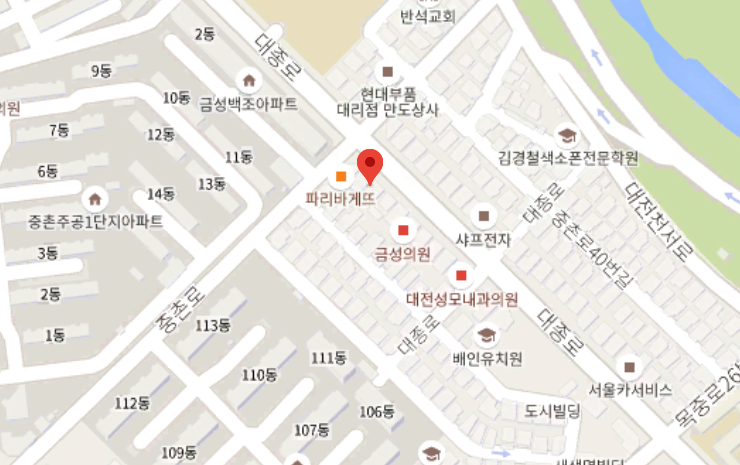 반석교회
2동
대종로
현대부품
대리점 만도상사
9동
10동
금성백조아파트
의원
7동
12동
11동
김경철색소폰전문학원
6동
13동
14동
파리바게뜨
대종로
대전천서로
중촌주공1단지아파트
샤프전자
중촌로40번길
3동
금성의원
2동
대전성모내과의원
중촌로
1동
113동
대종로
대종로
111동
배인유치원
110동
서울카서비스
112동
106동
도시빌딩
목중로26
107동
109동